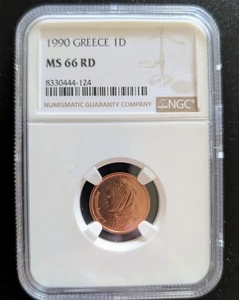 1990 GREECE 1D
MS 66 RD
8330444-124
NUMISMATIC GUARANTY COMPANY
NGC